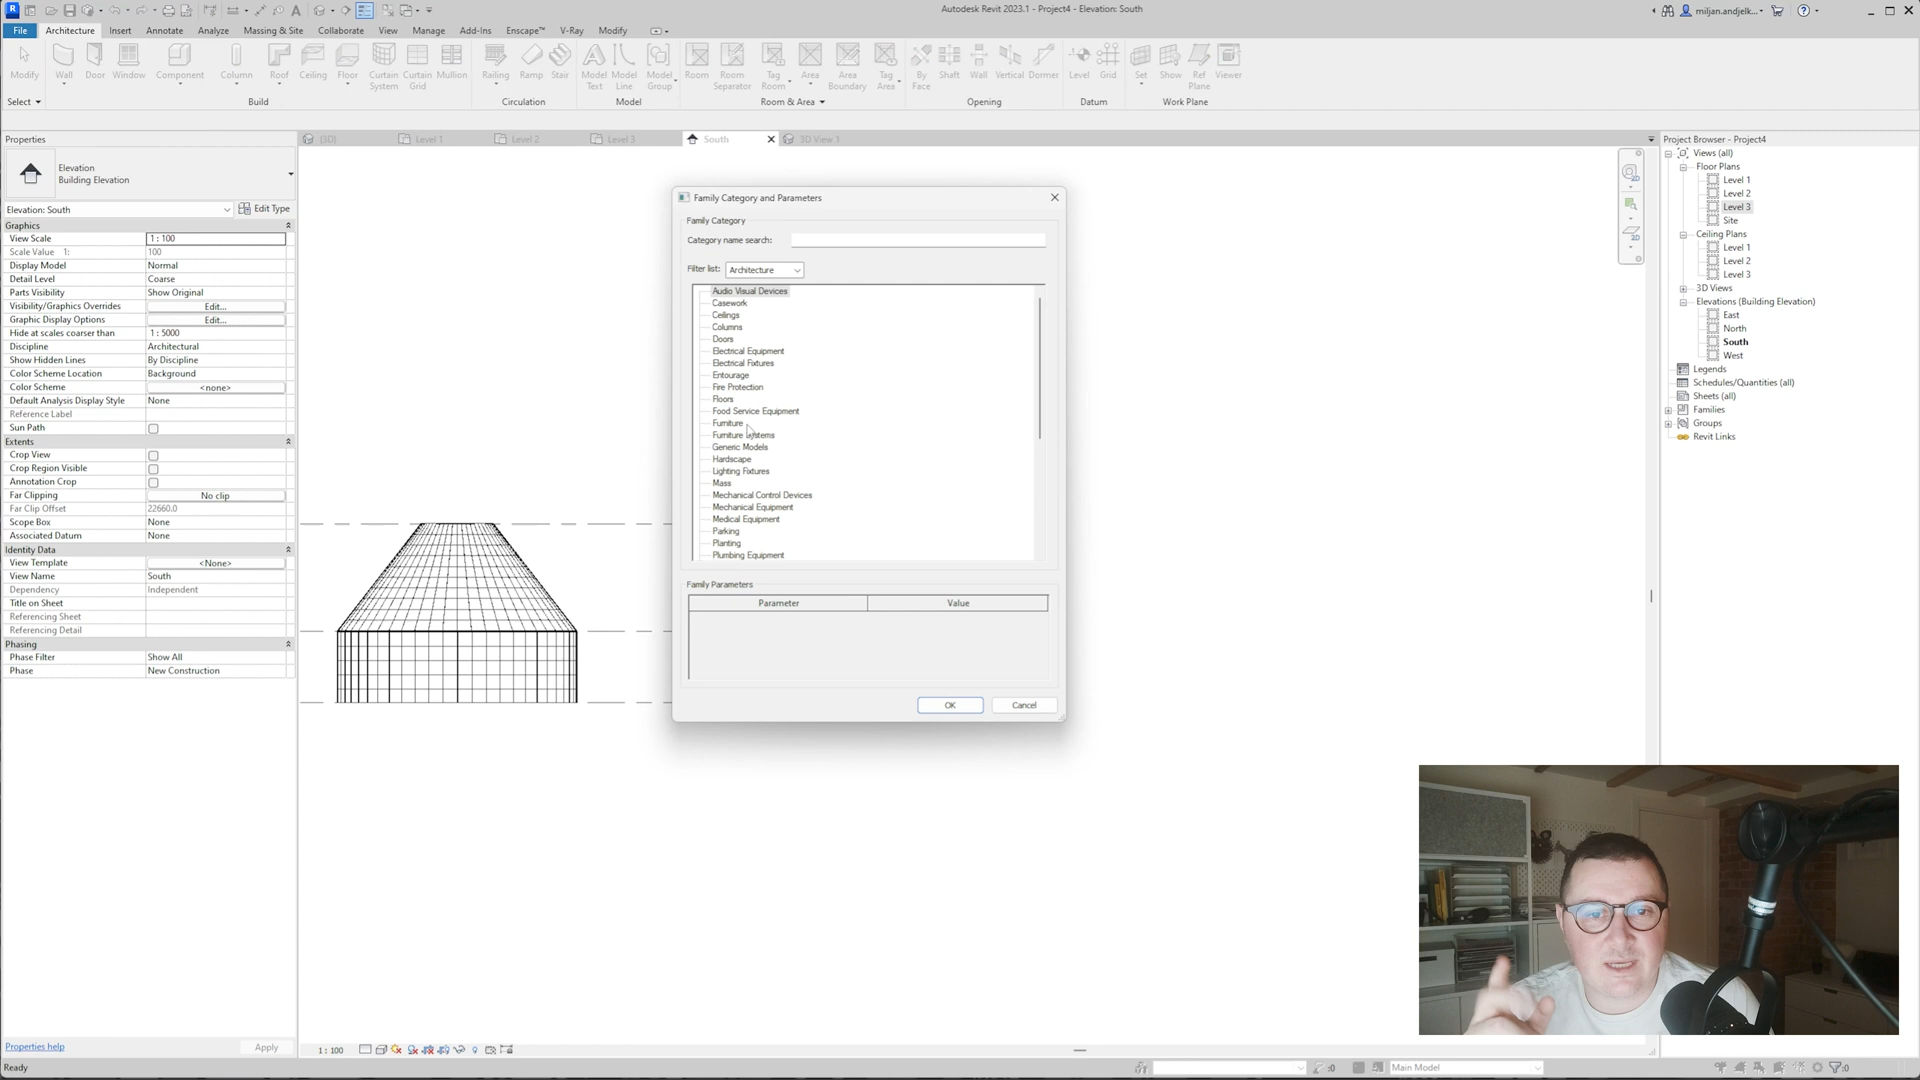 Autodesk Revit 2023.1 - Project4 - Elevation: South
miljan.andjelk...
File Architecture Insert Annotate Analyze Massing & Site Collaborate View Manage Add-Ins Enscape™ V-Ray Modify
Modify Wall Door Window Component Column Roof Ceiling Floor Curtain System Curtain Grid Mullion Railing Ramp Stair Model Text Model Line Model Group Room Room Separator Tag Room Area Area Boundary Tag Area By Face Shaft Wall Vertical Dormer Level Grid Set Show Ref Plane Viewer
Select Build Circulation Model Room & Area Opening Datum Work Plane
Properties
Elevation
Building Elevation
Elevation: South Edit Type
Graphics
View Scale 1 : 100
Scale Value 1: 100
Display Model Normal
Detail Level Coarse
Parts Visibility Show Original
Visibility/Graphics Overrides Edit...
Graphic Display Options Edit...
Hide at scales coarser than 1 : 5000
Discipline Architectural
Show Hidden Lines By Discipline
Color Scheme Location Background
Color Scheme <none>
Default Analysis Display Style None
Reference Label
Sun Path
Extents
Crop View
Crop Region Visible
Annotation Crop
Far Clipping No clip
Far Clip Offset 22660.0
Scope Box None
Associated Datum None
Identity Data
View Template <None>
View Name South
Dependency Independent
Title on Sheet
Referencing Sheet
Referencing Detail
Phasing
Phase Filter Show All
Phase New Construction
Properties help Apply
{3D} Level 1 Level 2 Level 3 South 3D View 1
Family Category and Parameters
Family Category
Category name search:
Filter list: Architecture
Audio Visual Devices
Casework
Ceilings
Columns
Doors
Electrical Equipment
Electrical Fixtures
Entourage
Fire Protection
Floors
Food Service Equipment
Furniture
Furniture Systems
Generic Models
Hardscape
Lighting Fixtures
Mass
Mechanical Control Devices
Mechanical Equipment
Medical Equipment
Parking
Planting
Plumbing Equipment
Family Parameters
Parameter Value
OK Cancel
2D
2D
Project Browser - Project4
Views (all)
Floor Plans
Level 1
Level 2
Level 3
Site
Ceiling Plans
Level 1
Level 2
Level 3
3D Views
Elevations (Building Elevation)
East
North
South
West
Legends
Schedules/Quantities (all)
Sheets (all)
Families
Groups
Revit Links
1 : 100
Ready :0 Main Model :0